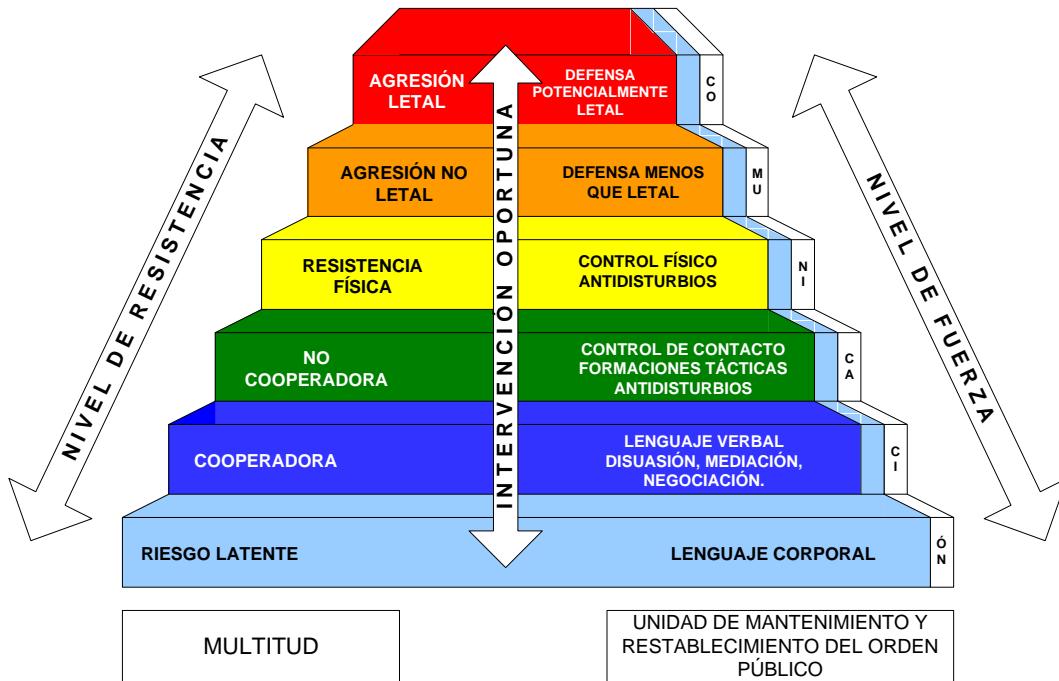 AGRESIÓN
LETAL
DEFENSA
POTENCIALMENTE
LETAL
CO
AGRESIÓN NO
LETAL
DEFENSA MENOS
QUE LETAL
MU
RESISTENCIA
FÍSICA
CONTROL FÍSICO
ANTIDISTURBIOS
NI
NO
COOPERADORA
CONTROL DE CONTACTO
FORMACIONES TÁCTICAS
ANTIDISTURBIOS
CA
COOPERADORA
LENGUAJE VERBAL
DISUASIÓN, MEDIACIÓN,
NEGOCIACIÓN.
CI
RIESGO LATENTE
LENGUAJE CORPORAL
ÓN
NIVEL DE RESISTENCIA
INTERVENCIÓN OPORTUNA
NIVEL DE FUERZA
MULTITUD
UNIDAD DE MANTENIMIENTO Y
RESTABLECIMIENTO DEL ORDEN
PÚBLICO